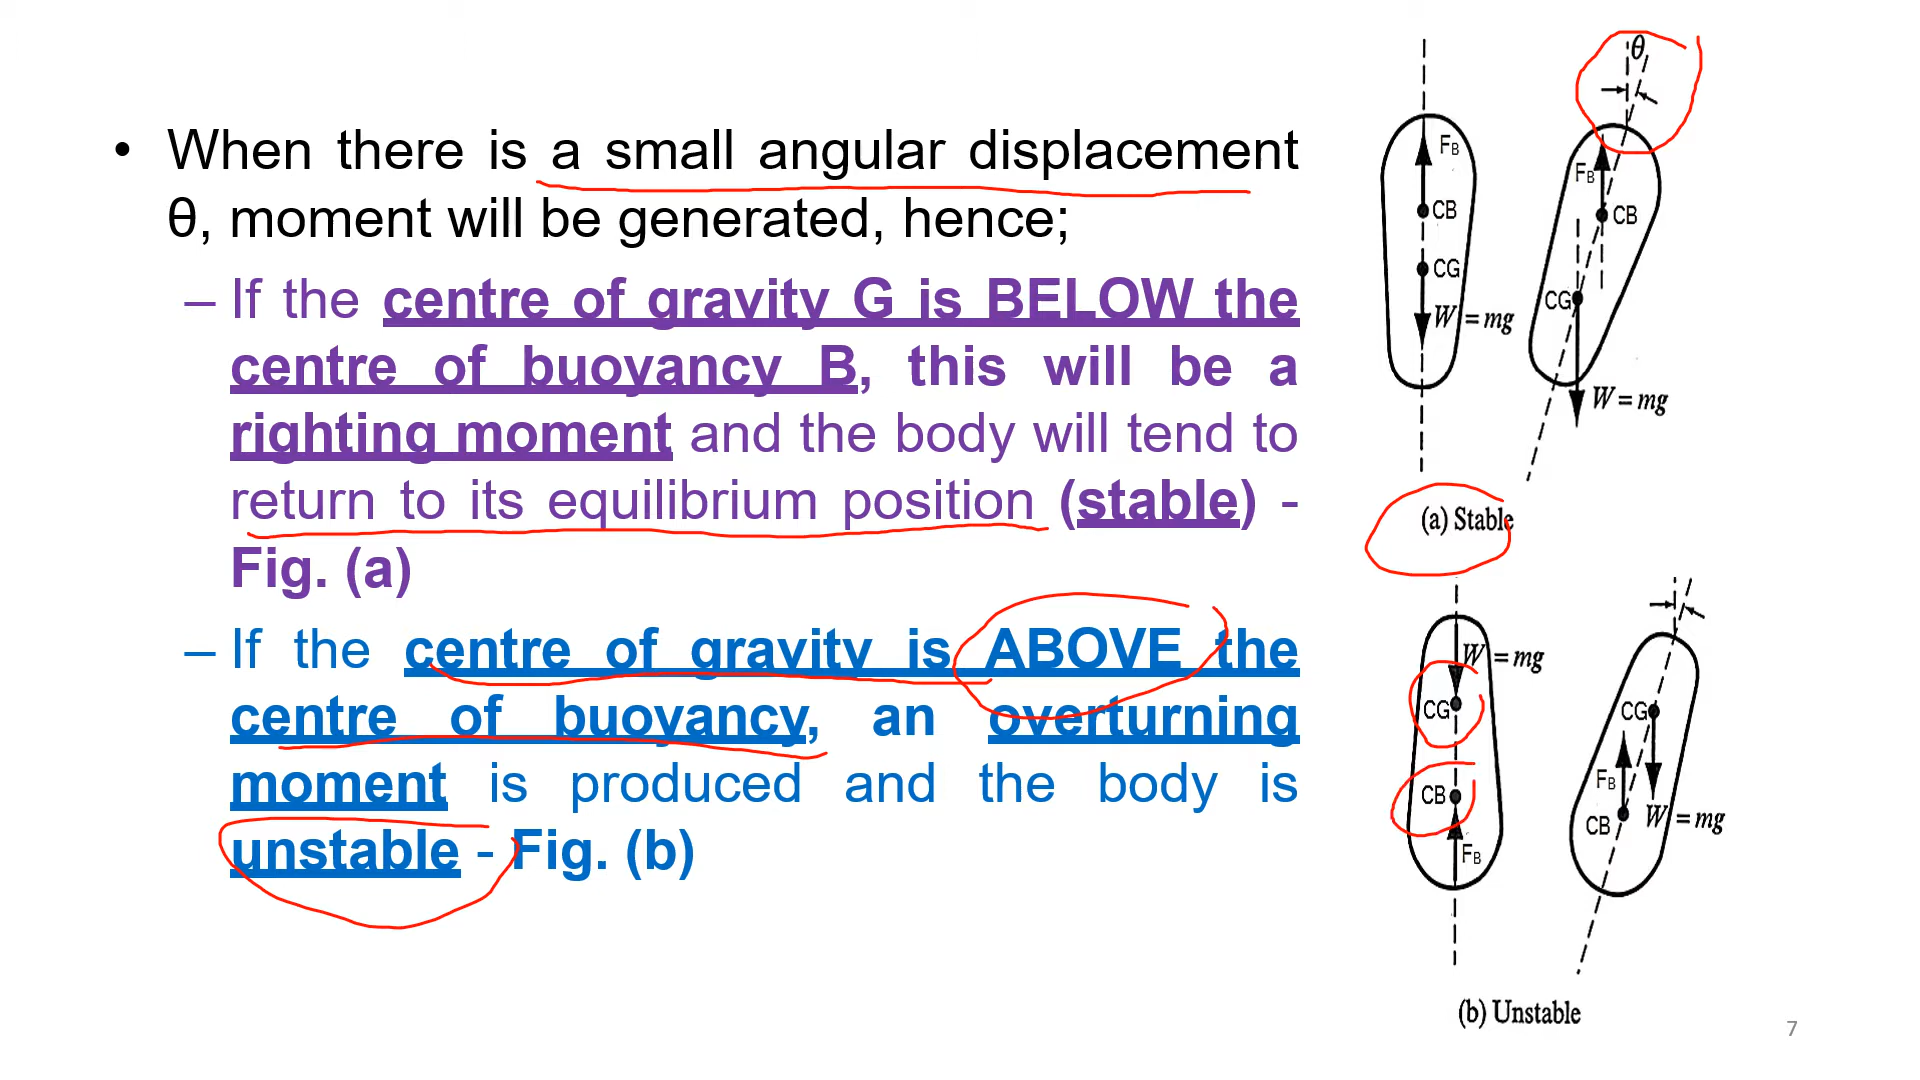 • When there is a small angular displacement
θ, moment will be generated, hence;
– If the centre of gravity G is BELOW the
centre of buoyancy B, this will be a
righting moment and the body will tend to
return to its equilibrium position (stable) -
Fig. (a)
– If the centre of gravity is ABOVE the
centre of buoyancy, an overturning
moment is produced and the body is
unstable - Fig. (b)
FB
CB
CG
W = mg
θ
FB
CB
CG
W = mg
(a) Stable
W = mg
CG
CB
FB
CG
FB
CB
W = mg
(b) Unstable
7